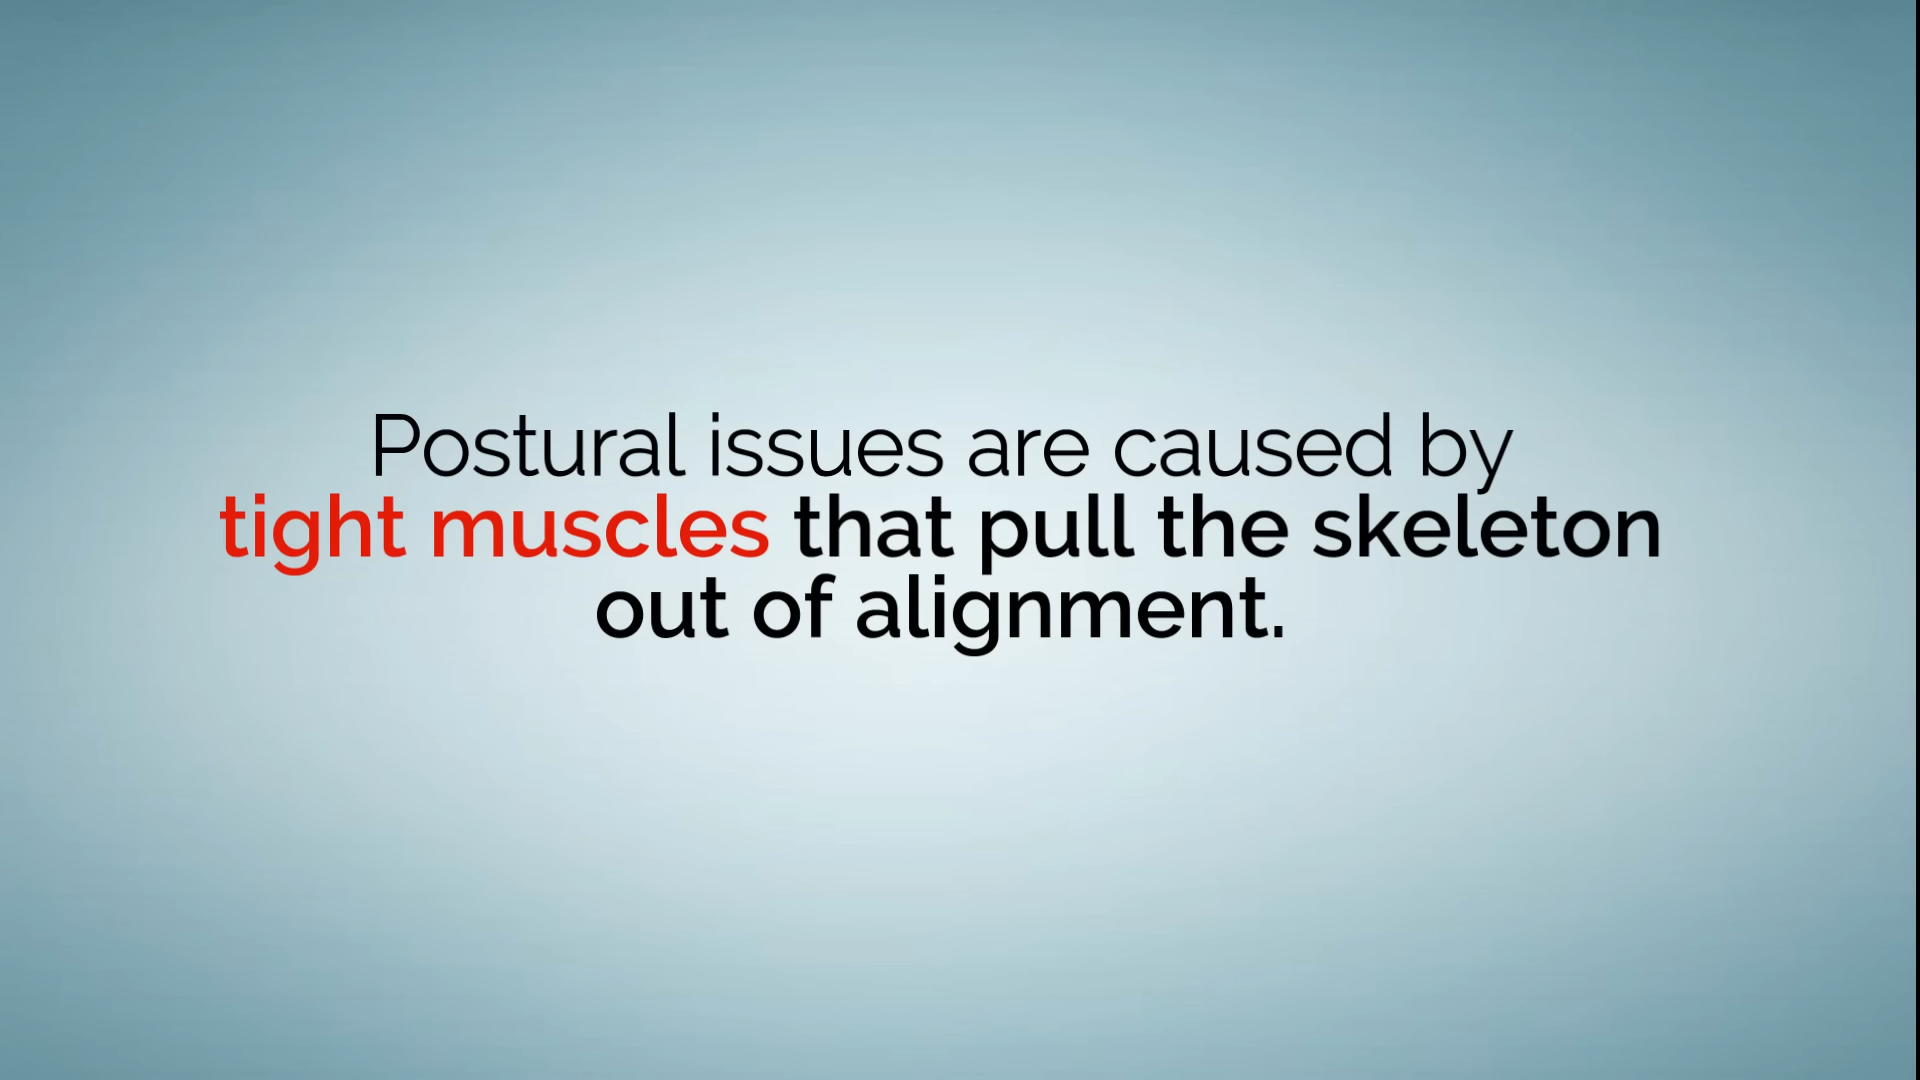 Postural issues are caused by
tight muscles that pull the skeleton
out of alignment.